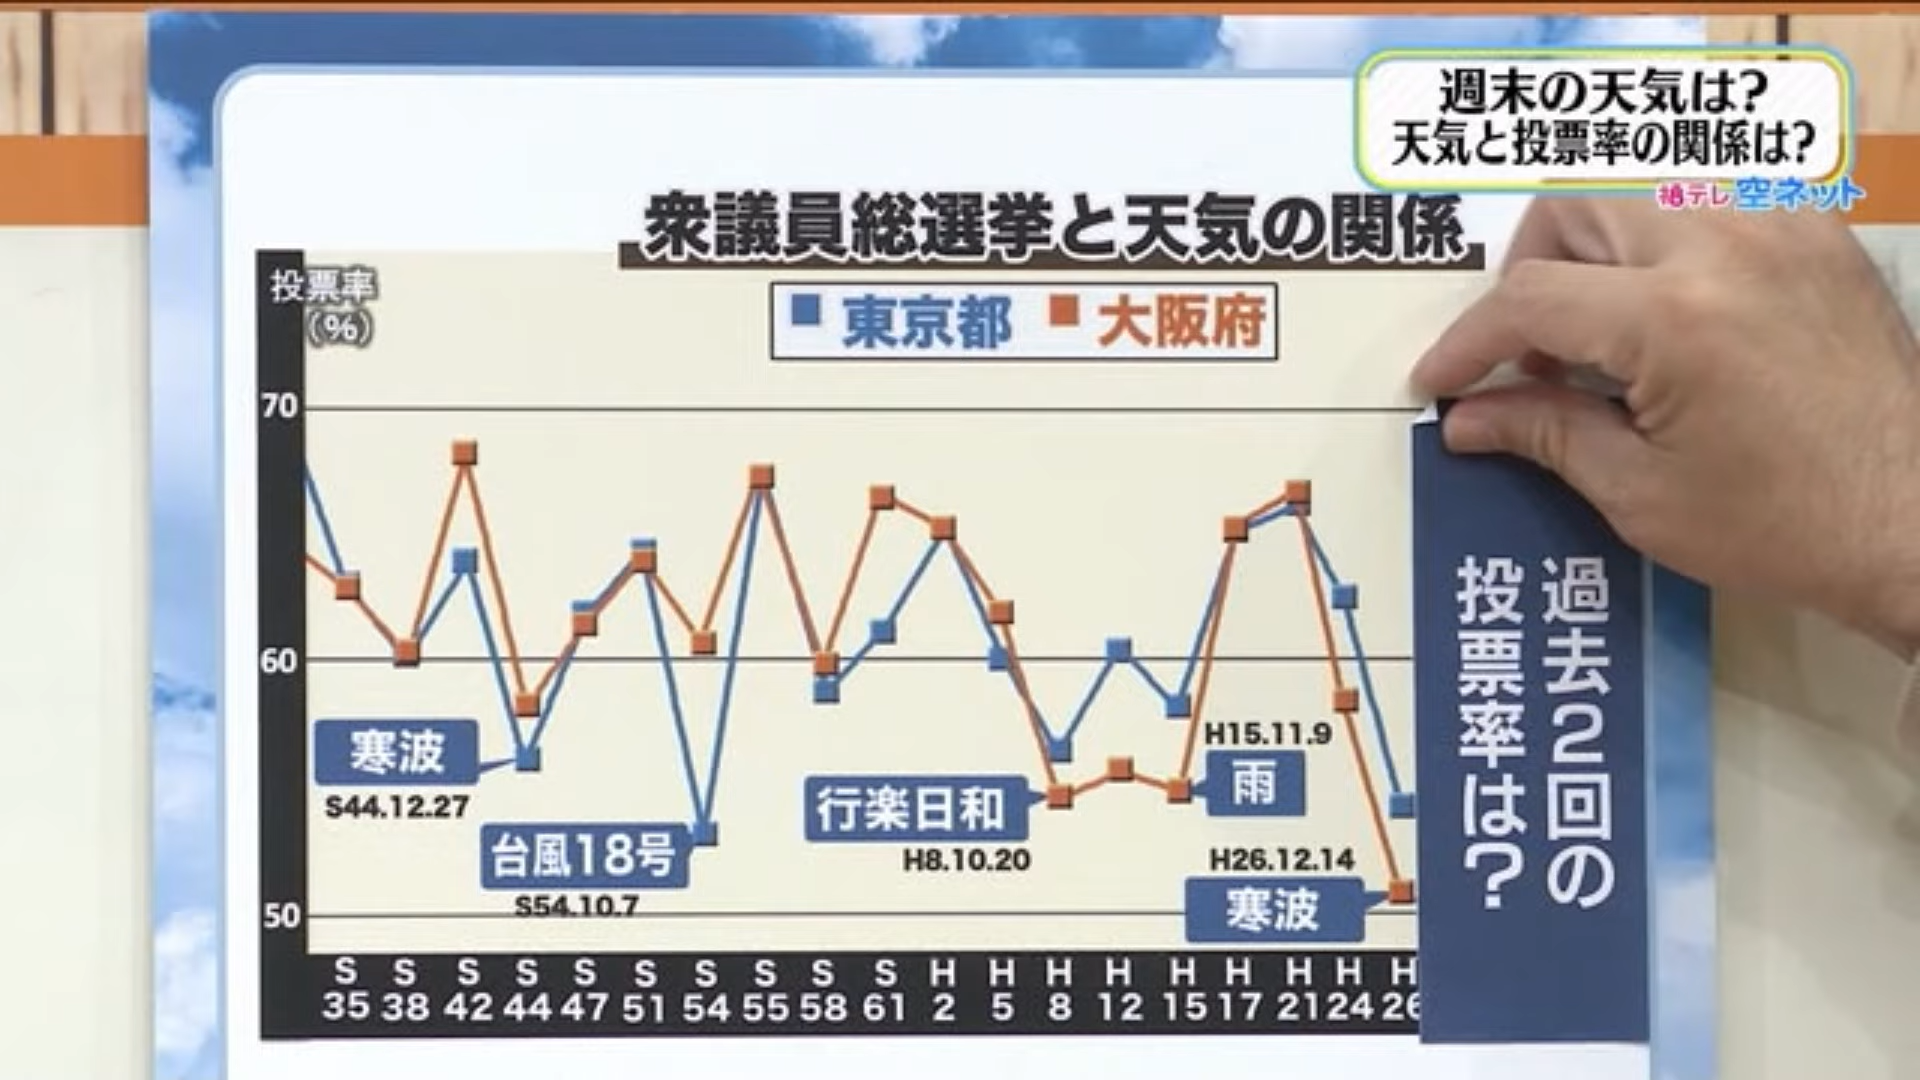 週末の天気は?
天気と投票率の関係は?
福テレ空ネット
衆議員総選挙と天気の関係
投票率
(%)
東京都 大阪府
70
60
50
寒波
S44.12.27
台風18号
S54.10.7
行楽日和
H8.10.20
H15.11.9
雨
H26.12.14
寒波
S S S S S S S S S S H H H H H H H H H
35 38 42 44 47 51 54 55 58 61 2 5 8 12 15 17 21 24 26
過去2回の
投票率は?